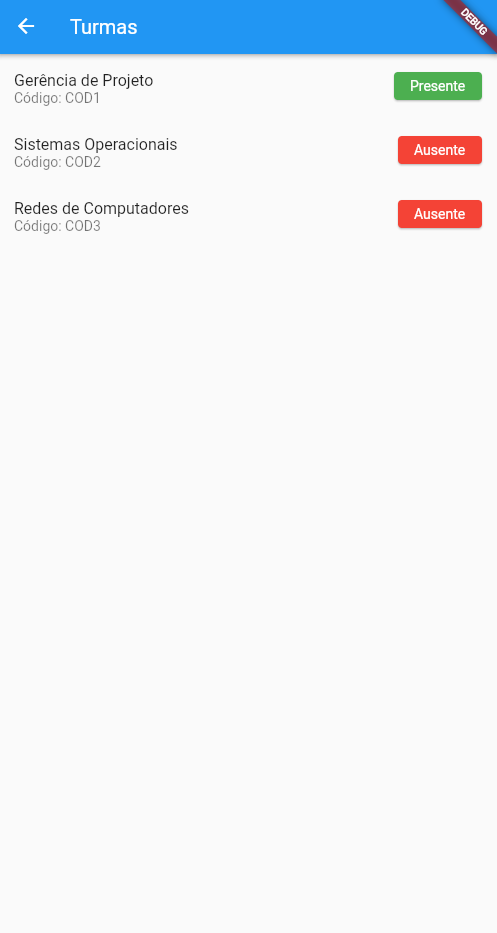 Turmas
DEBUG
Gerência de Projeto
Código: COD1
Presente
Sistemas Operacionais
Código: COD2
Ausente
Redes de Computadores
Código: COD3
Ausente